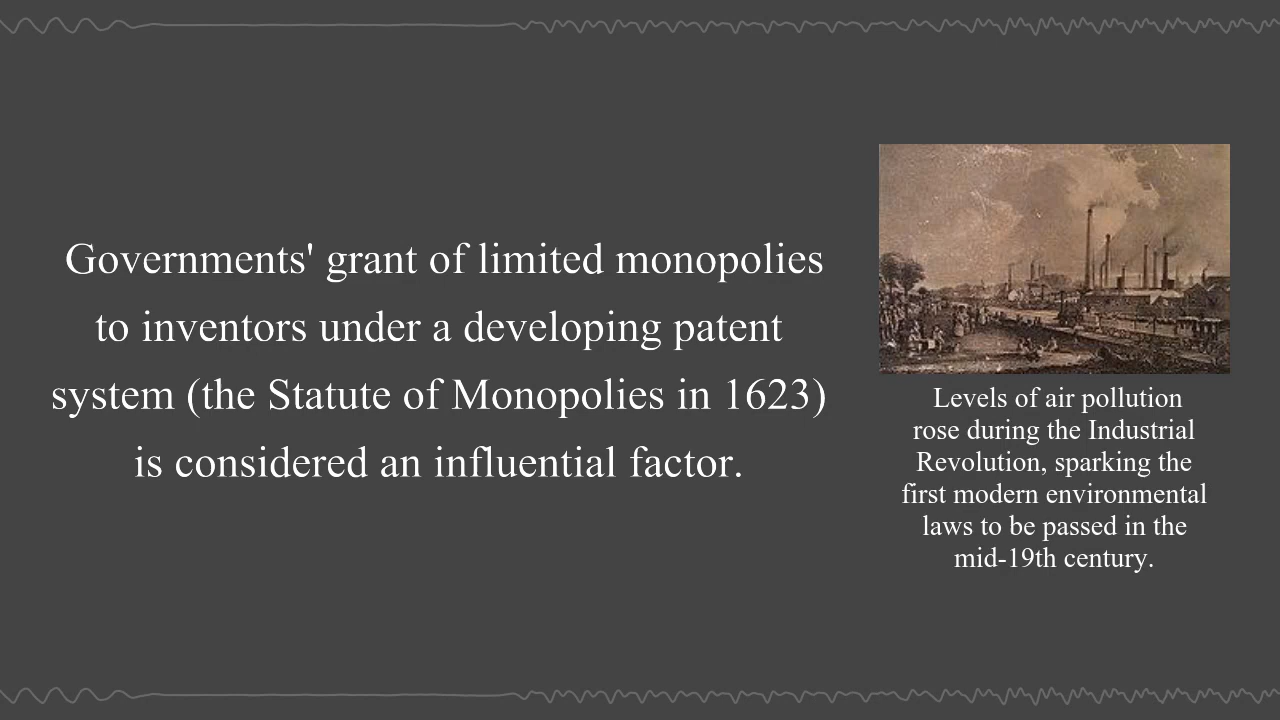 Governments' grant of limited monopolies
to inventors under a developing patent
system (the Statute of Monopolies in 1623)
is considered an influential factor.
Levels of air pollution
rose during the Industrial
Revolution, sparking the
first modern environmental
laws to be passed in the
mid-19th century.